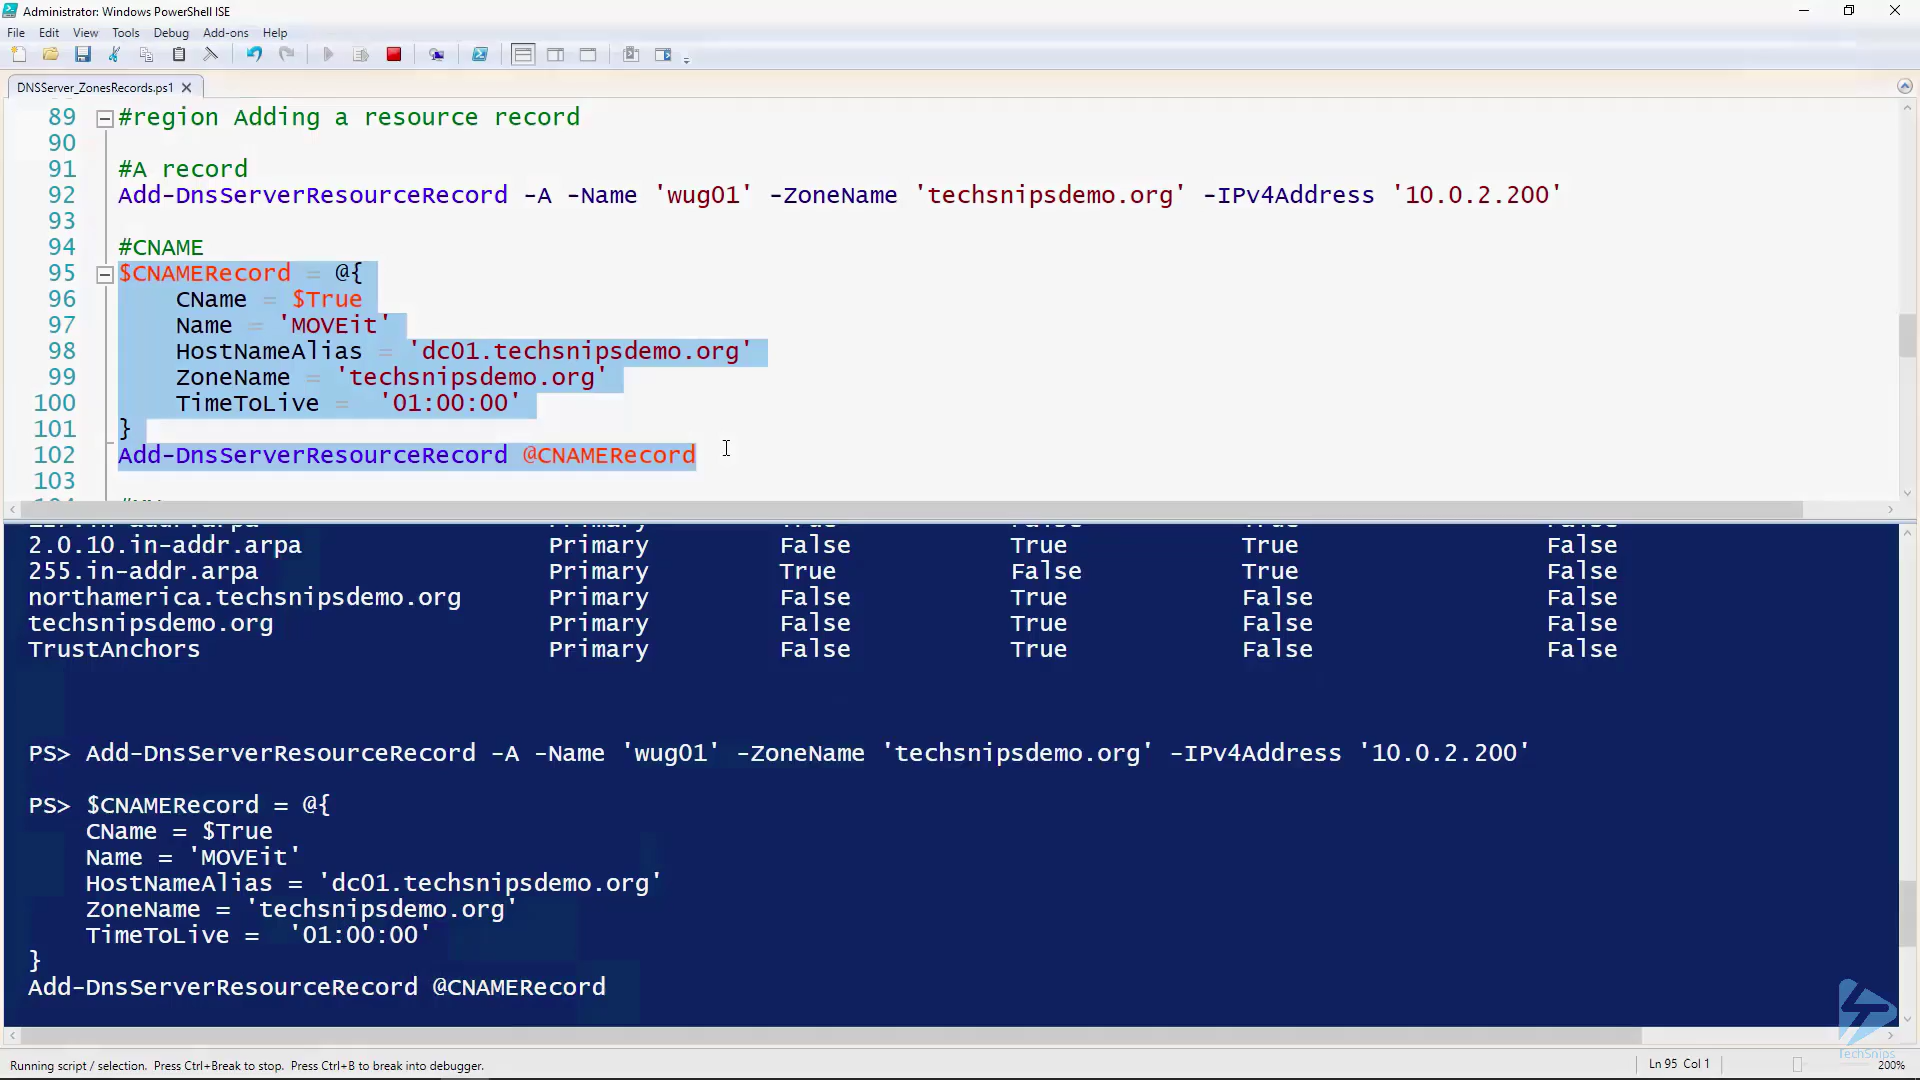 Administrator: Windows PowerShell ISE
File Edit View Tools Debug Add-ons Help
DNSServer_ZonesRecords.ps1
89 #region Adding a resource record
90
91 #A record
92 Add-DnsServerResourceRecord -A -Name 'wug01' -ZoneName 'techsnipsdemo.org' -IPv4Address '10.0.2.200'
93
94 #CNAME
95 $CNAMERecord = @{
96 CName = $True
97 Name = 'MOVEit'
98 HostNameAlias = 'dc01.techsnipsdemo.org'
99 ZoneName = 'techsnipsdemo.org'
100 TimeToLive = '01:00:00'
101 }
102 Add-DnsServerResourceRecord @CNAMERecord
103
2.0.10.in-addr.arpa Primary False True True False
255.in-addr.arpa Primary True False True False
northamerica.techsnipsdemo.org Primary False True False False
techsnipsdemo.org Primary False True False False
TrustAnchors Primary False True False False
PS> Add-DnsServerResourceRecord -A -Name 'wug01' -ZoneName 'techsnipsdemo.org' -IPv4Address '10.0.2.200'
PS> $CNAMERecord = @{
CName = $True
Name = 'MOVEit'
HostNameAlias = 'dc01.techsnipsdemo.org'
ZoneName = 'techsnipsdemo.org'
TimeToLive = '01:00:00'
}
Add-DnsServerResourceRecord @CNAMERecord
TechSnips
Running script / selection. Press Ctrl+Break to stop. Press Ctrl+B to break into debugger.
Ln 95 Col 1
200%